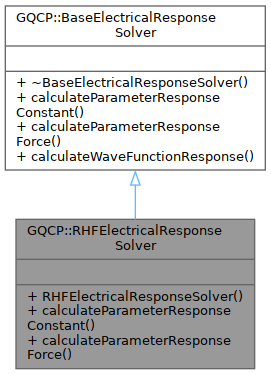 GQCP::BaseElectricalResponse
Solver
+ ~BaseElectricalResponseSolver()
+ calculateParameterResponse
Constant()
+ calculateParameterResponse
Force()
+ calculateWaveFunctionResponse()
GQCP::RHFElectricalResponse
Solver
+ RHFElectricalResponseSolver()
+ calculateParameterResponse
Constant()
+ calculateParameterResponse
Force()